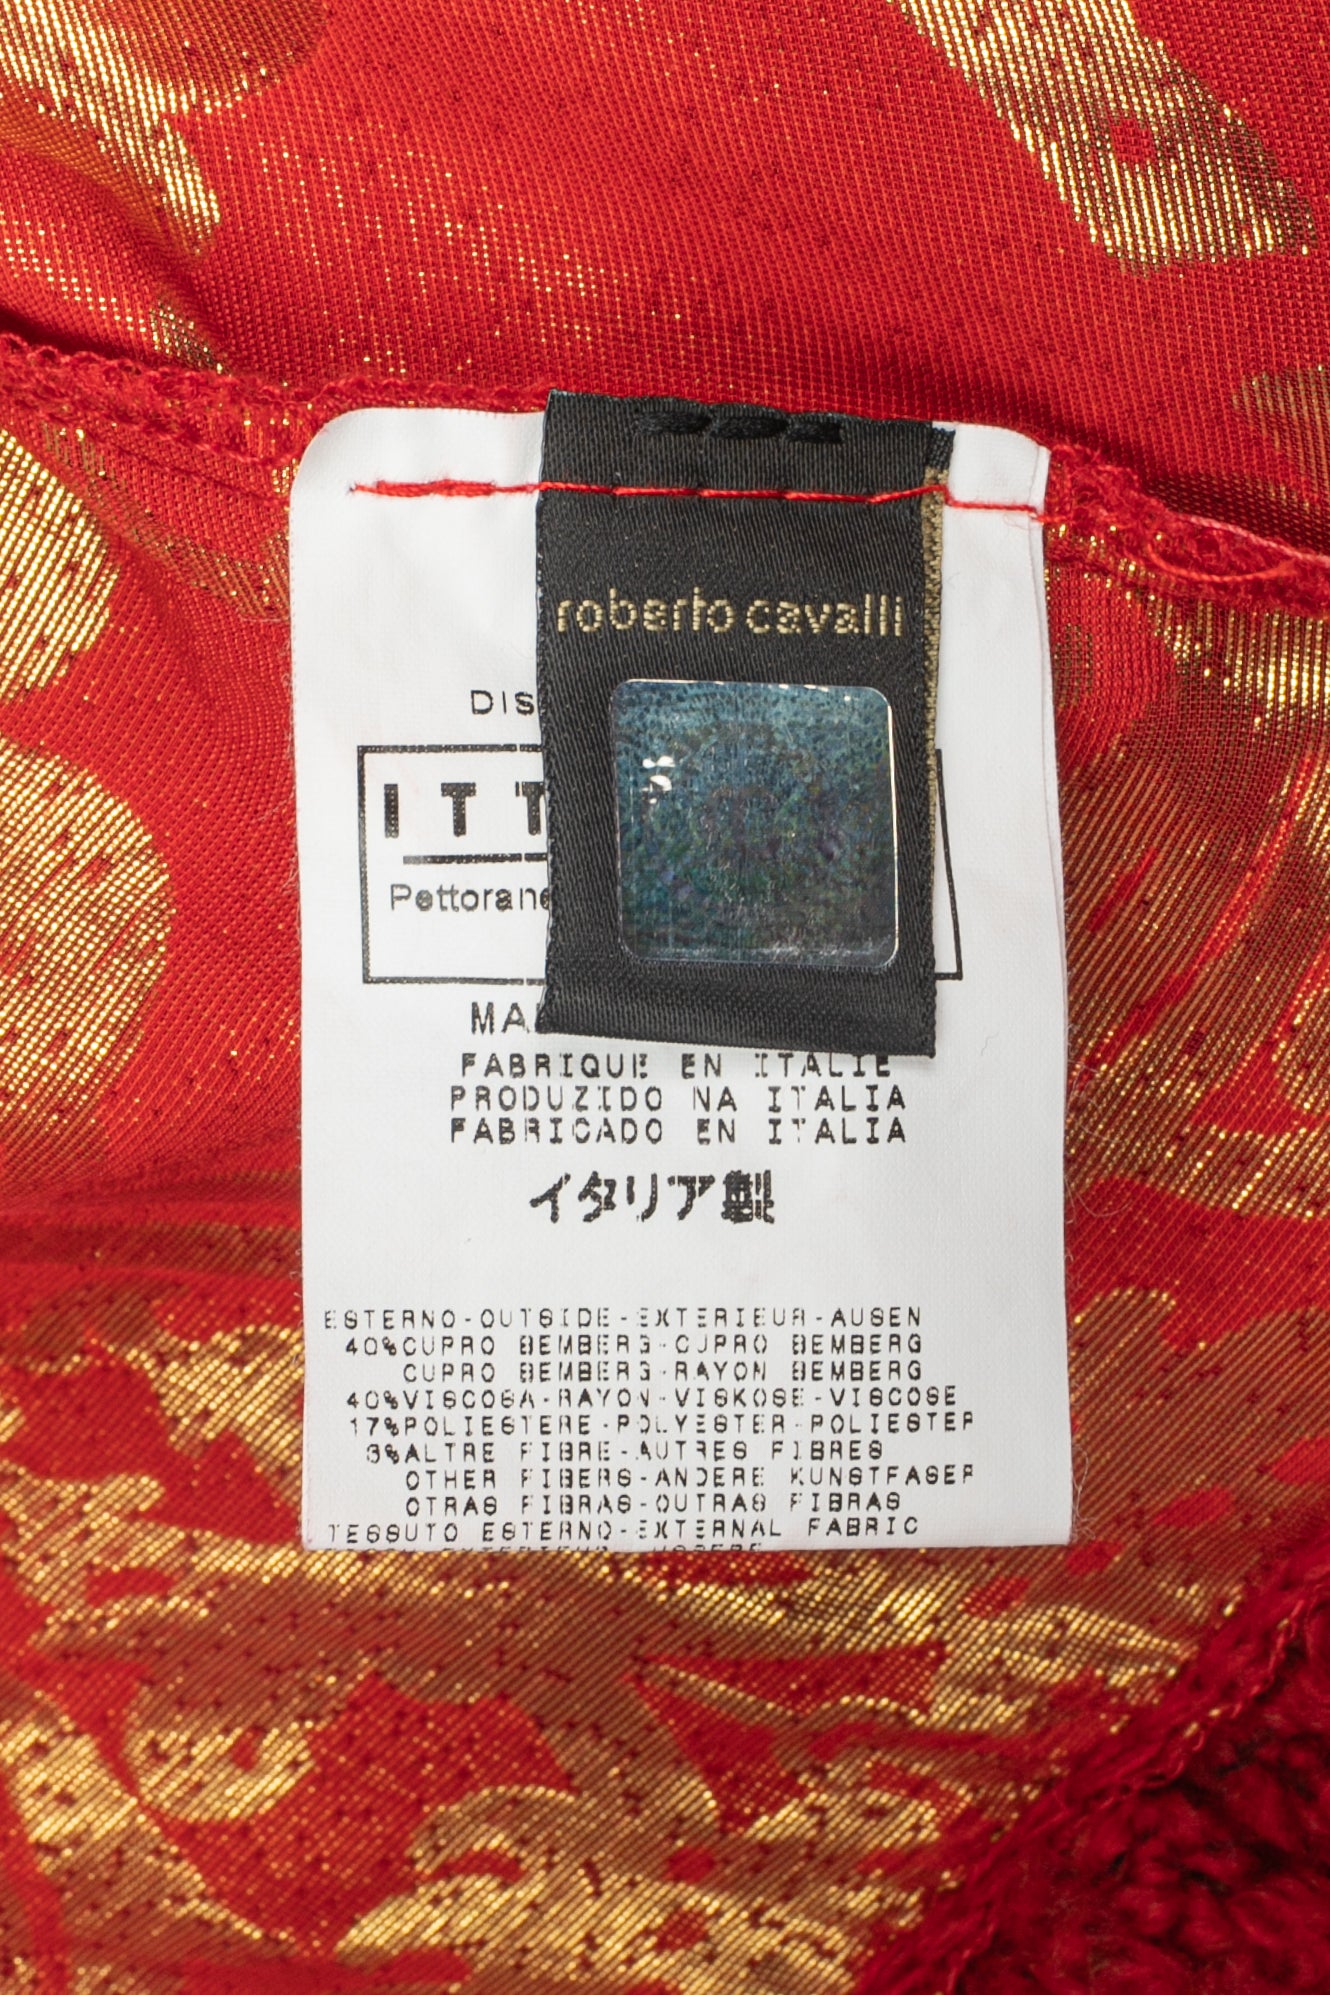 roberto cavalli
DIS
ITT
Pettorane
MA
FABRIQUE EN ITALIE
PRODUZIDO NA ITALIA
FABRICADO EN ITALIA
イタリア製
ESTERNO-OUTSIDE-EXTERIEUR-AUSEN
40%CUPRO BEMBERG-CUPRO BEMBERG
CUPRO BEMBERG-RAYON BEMBERG
40%VISCOSA-RAYON-VISKOSE-VISCOSE
17%POLIESTERE-POLYESTER-POLIESTER
3%ALTRE FIBRE-AUTRES FIBRES
OTHER FIBERS-ANDERE KUNSTFASER
OTRAS FIBRAS-OUTRAS FIBRAS
TESSUTO ESTERNO-EXTERNAL FABRIC